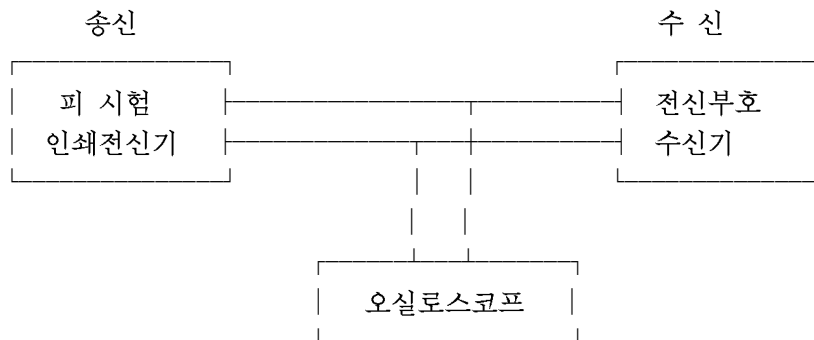 송신
수 신
피 시험
인쇄전신기
전신부호
수신기
오실로스코프